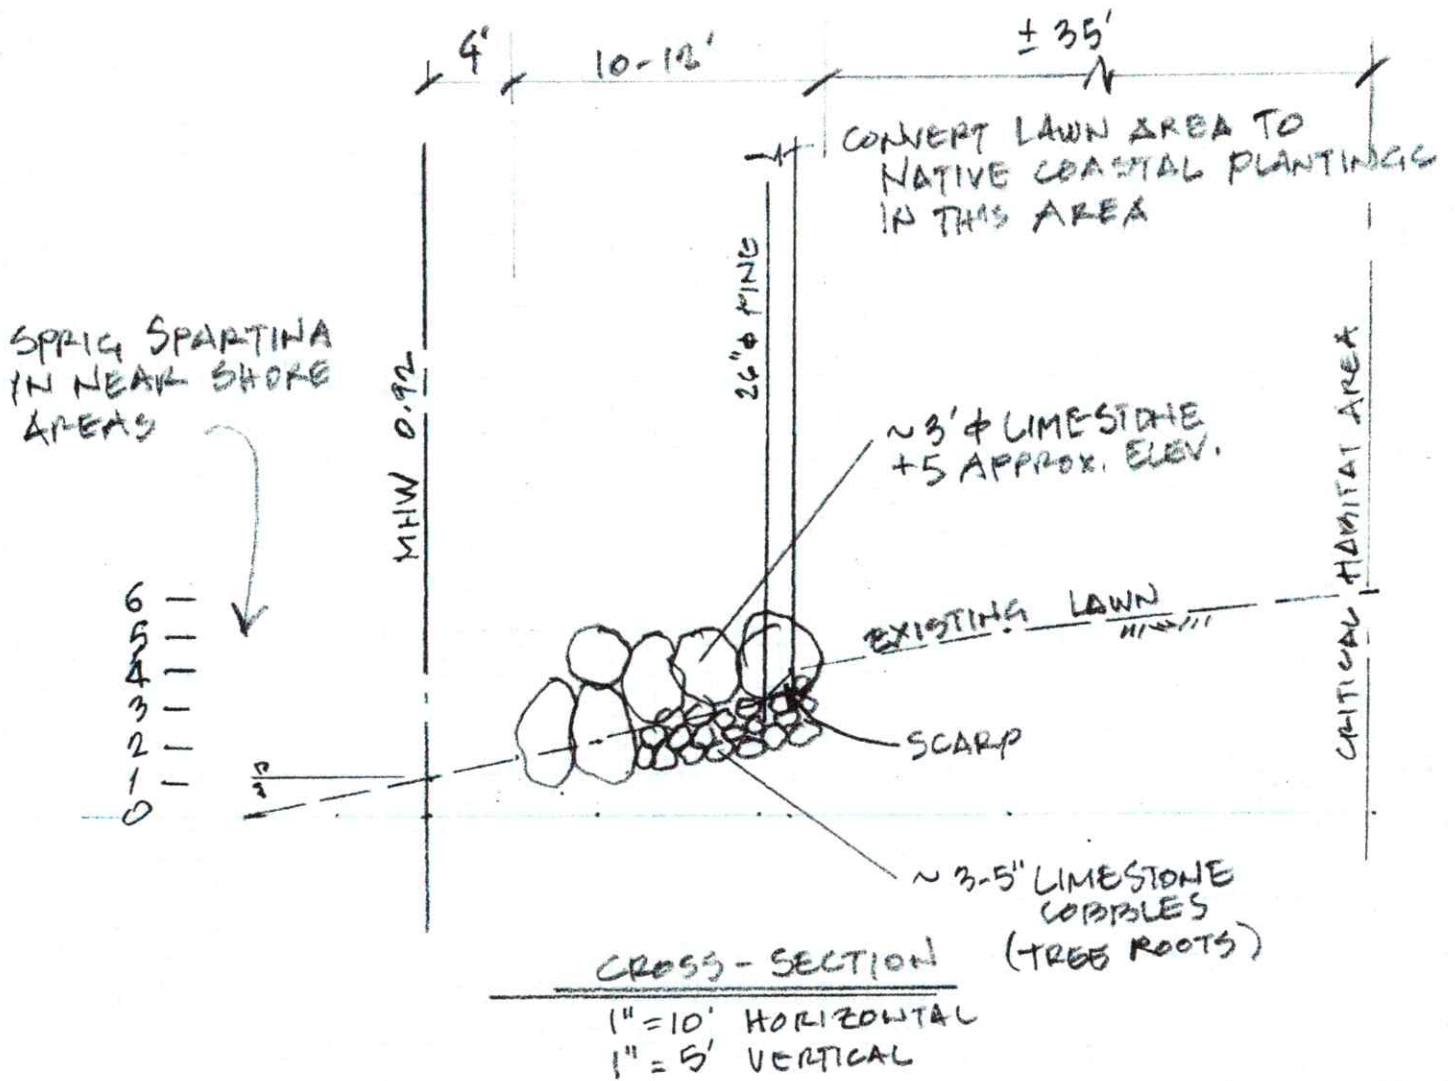 4'
10-12'
± 35'
CONVERT LAWN AREA TO
NATIVE COASTAL PLANTINGS
IN THIS AREA
SPRIG SPARTINA
IN NEAR SHORE
AREAS
MHW 0.92
26" φ PINE
~3' φ LIMESTONE
+5 APPROX. ELEV.
CRITICAL HABITAT AREA
6
5
4
3
2
1
0
EXISTING LAWN
SCARP
~ 3-5" LIMESTONE
COBBLES
(TREE ROOTS)
CROSS-SECTION
1"=10' HORIZONTAL
1"=5' VERTICAL